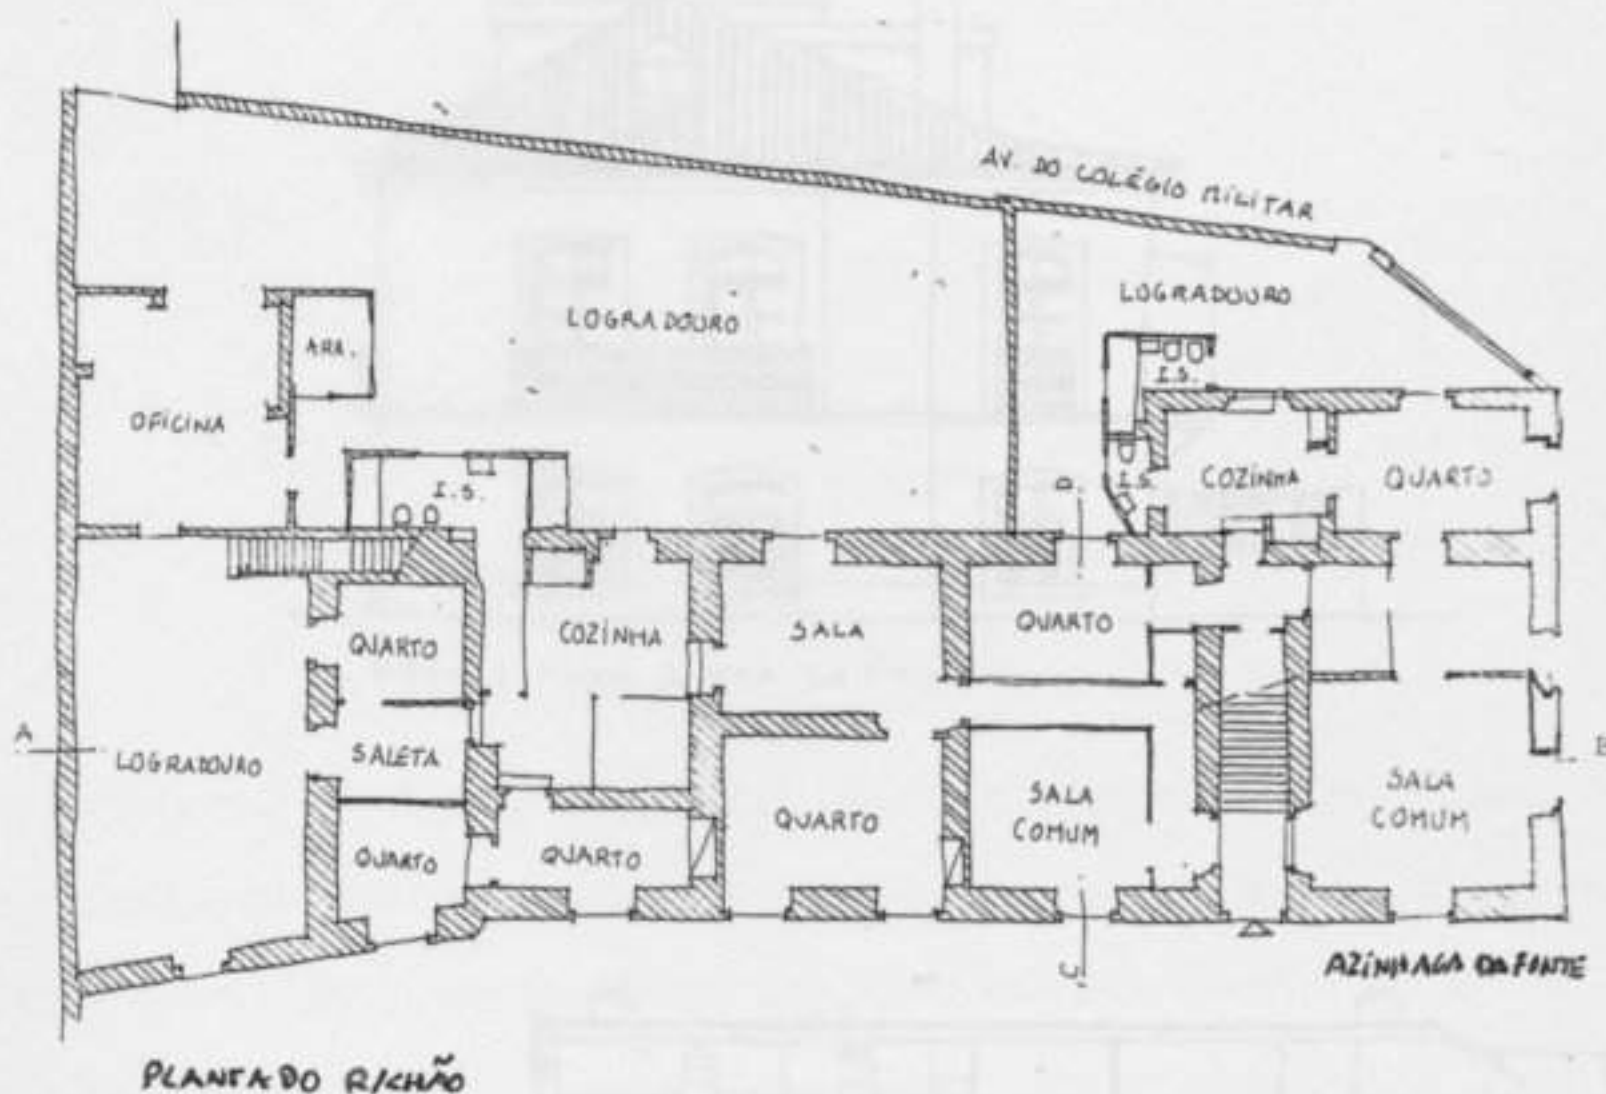 AV. DO COLÉGIO MILITAR
LOGRADOURO
LOGRADOURO
ARR.
I.S.
OFICINA
COZINHA
QUARTO
I.S.
I.S.
D
QUARTO
COZINHA
SALA
QUARTO
A
LOGRADOURO
SALETA
B
SALA
COMUM
SALA
COMUM
QUARTO
QUARTO
QUARTO
C
AZINHAGA DA FONTE
PLANTA DO R/CHÃO